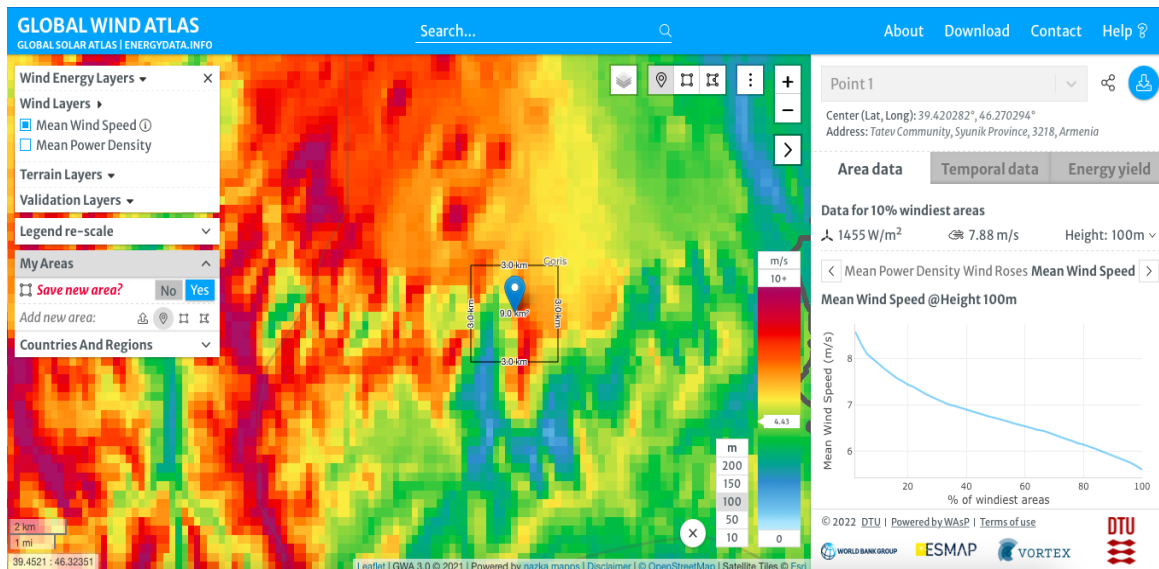 GLOBAL WIND ATLAS
GLOBAL SOLAR ATLAS | ENERGYDATA.INFO
Search...
About Download Contact Help
Wind Energy Layers
Wind Layers
Mean Wind Speed
Mean Power Density
Terrain Layers
Validation Layers
Legend re-scale
My Areas
Save new area? No Yes
Add new area:
Countries And Regions
Goris
3.0 km
3.0 km
3.0 km
9.0 km²
3.0 km
m/s
10+
4.43
0
m
200
150
100
50
10
2 km
1 mi
39.4521 : 46.32351
Leaflet | GWA 3.0 © 2021 | Powered by nazka mapps | Disclaimer | © OpenStreetMap | Satellite Tiles © Esri
Point 1
Center (Lat, Long): 39.420282°, 46.270294°
Address: Tatev Community, Syunik Province, 3218, Armenia
Area data Temporal data Energy yield
Data for 10% windiest areas
1455 W/m² 7.88 m/s Height: 100m
Mean Power Density Wind Roses Mean Wind Speed
Mean Wind Speed @Height 100m
Mean Wind Speed (m/s)
8
7
6
20 40 60 80 100
% of windiest areas
© 2022 DTU | Powered by WAsP | Terms of use
WORLD BANK GROUP ESMAP VORTEX DTU